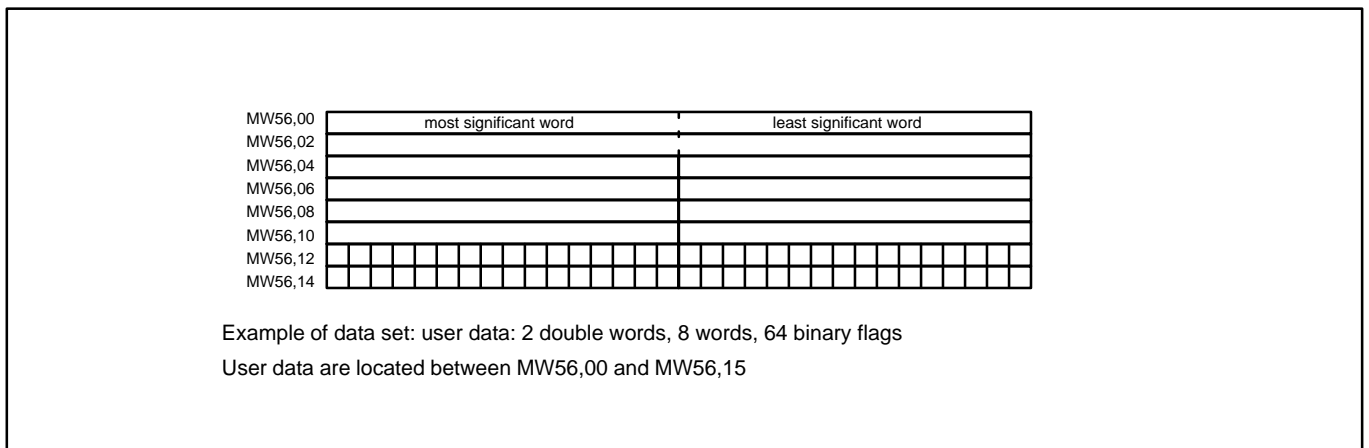 MW56,00 most significant word least significant word
MW56,02
MW56,04
MW56,06
MW56,08
MW56,10
MW56,12
MW56,14
Example of data set: user data: 2 double words, 8 words, 64 binary flags
User data are located between MW56,00 and MW56,15